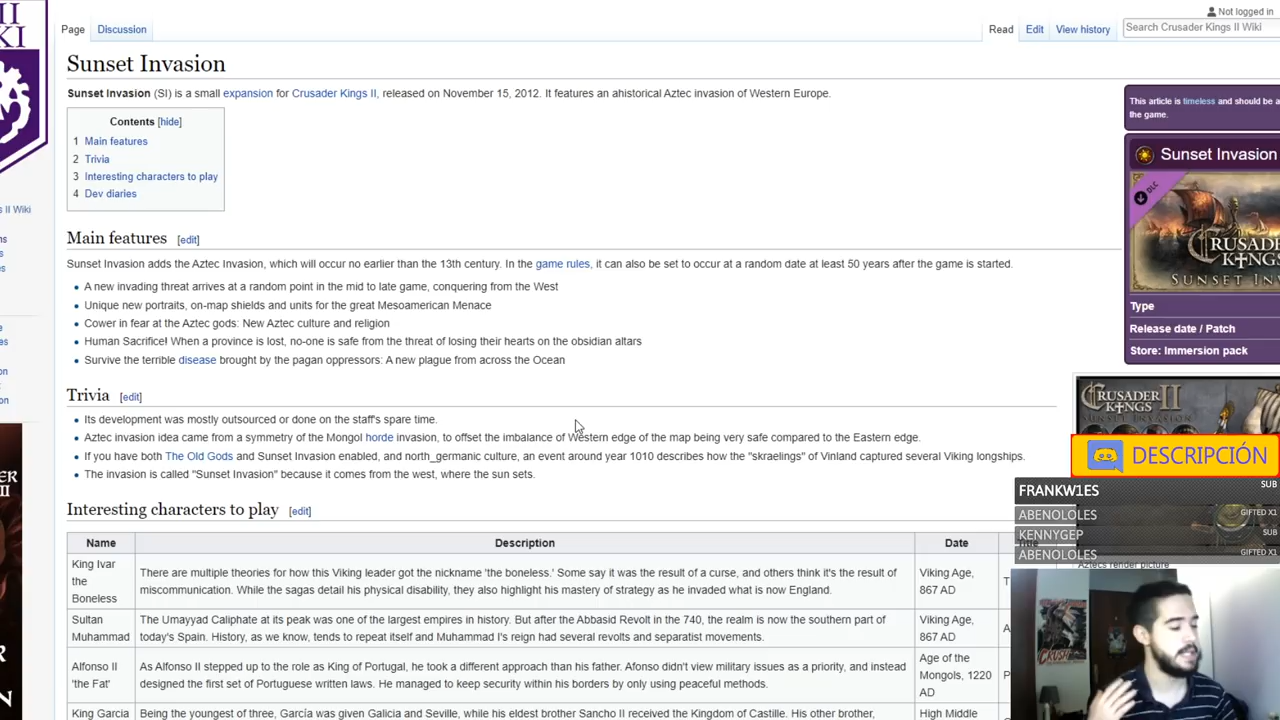 II
KI
Not logged in
Page Discussion Read Edit View history Search Crusader Kings II Wiki
Sunset Invasion
Sunset Invasion (SI) is a small expansion for Crusader Kings II, released on November 15, 2012. It features an ahistorical Aztec invasion of Western Europe.
This article is timeless and should be a
the game.
Contents [hide]
1 Main features
2 Trivia
3 Interesting characters to play
4 Dev diaries
Sunset Invasion
DLC
CRUSADER
KINGS
SUNSET IN
s II Wiki
Main features [edit]
Sunset Invasion adds the Aztec Invasion, which will occur no earlier than the 13th century. In the game rules, it can also be set to occur at a random date at least 50 years after the game is started.
A new invading threat arrives at a random point in the mid to late game, conquering from the West
Unique new portraits, on-map shields and units for the great Mesoamerican Menace
Cower in fear at the Aztec gods: New Aztec culture and religion
Human Sacrifice! When a province is lost, no-one is safe from the threat of losing their hearts on the obsidian altars
Survive the terrible disease brought by the pagan oppressors: A new plague from across the Ocean
Type
Release date / Patch
Store: Immersion pack
Trivia [edit]
Its development was mostly outsourced or done on the staff's spare time.
Aztec invasion idea came from a symmetry of the Mongol horde invasion, to offset the imbalance of Western edge of the map being very safe compared to the Eastern edge.
If you have both The Old Gods and Sunset Invasion enabled, and north_germanic culture, an event around year 1010 describes how the "skraelings" of Vinland captured several Viking longships.
The invasion is called "Sunset Invasion" because it comes from the west, where the sun sets.
CRUSADER
KINGS II
DESCRIPCIÓN
FRANKW1ES SUB
ABENOLOLES GIFTED X1
KENNYGEP SUB
ABENOLOLES GIFTED X1
Aztecs render picture
Interesting characters to play [edit]
Name Description Date
King Ivar
the
Boneless
There are multiple theories for how this Viking leader got the nickname 'the boneless.' Some say it was the result of a curse, and others think it's the result of
miscommunication. While the sagas detail his physical disability, they also highlight his mastery of strategy as he invaded what is now England.
Viking Age,
867 AD
T
Sultan
Muhammad
The Umayyad Caliphate at its peak was one of the largest empires in history. But after the Abbasid Revolt in the 740, the realm is now the southern part of
today's Spain. History, as we know, tends to repeat itself and Muhammad I's reign had several revolts and separatist movements.
Viking Age,
867 AD
A
Alfonso II
'the Fat'
As Alfonso II stepped up to the role as King of Portugal, he took a different approach than his father. Afonso didn't view military issues as a priority, and instead
designed the first set of Portuguese written laws. He managed to keep security within his borders by only using peaceful methods.
Age of the
Mongols, 1220
AD
P
King Garcia
Being the youngest of three, García was given Galicia and Seville, while his eldest brother Sancho II received the Kingdom of Castille. His other brother,
High Middle